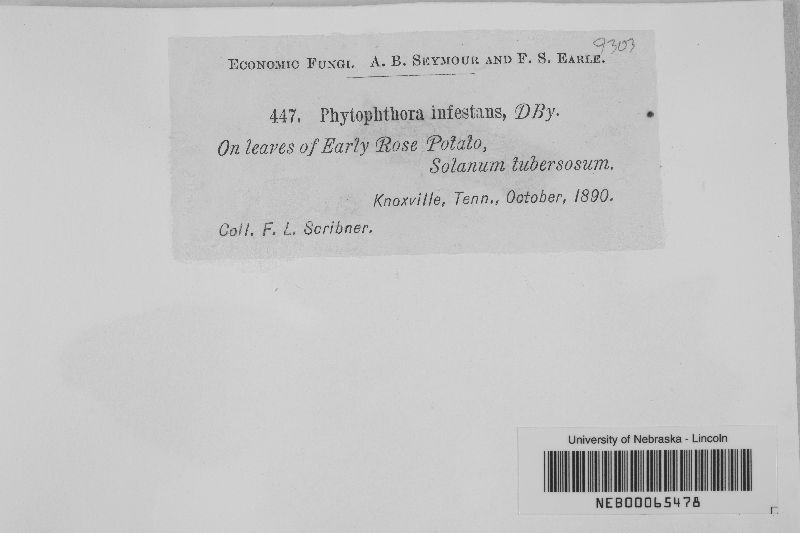 9303
Economic Fungi. A. B. Seymour and F. S. Earle.
447. Phytophthora infestans, DBy.
On leaves of Early Rose Potato,
Solanum tubersosum.
Knoxville, Tenn., October, 1890.
Coll. F. L. Scribner.
University of Nebraska - Lincoln
NEB00065478